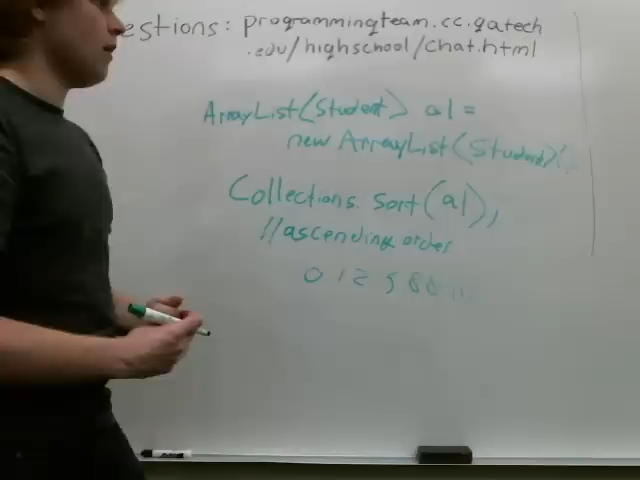 estions: programmingteam.cc.gatech
.edu/highschool/chat.html
ArrayList(Student> al =
new ArrayList(Student>(
Collections.sort(al);
//ascending order
0 1 2 5 8 8